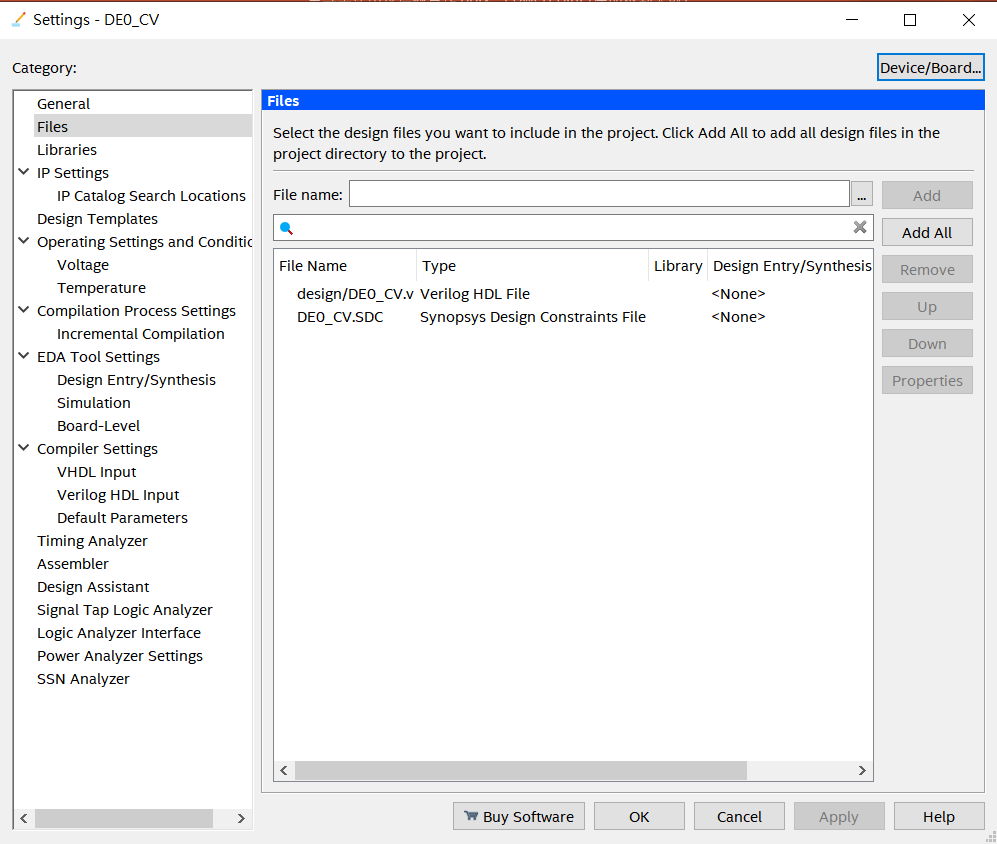 Settings - DE0_CV
Category:
Device/Board...
General
Files
Libraries
IP Settings
IP Catalog Search Locations
Design Templates
Operating Settings and Conditic
Voltage
Temperature
Compilation Process Settings
Incremental Compilation
EDA Tool Settings
Design Entry/Synthesis
Simulation
Board-Level
Compiler Settings
VHDL Input
Verilog HDL Input
Default Parameters
Timing Analyzer
Assembler
Design Assistant
Signal Tap Logic Analyzer
Logic Analyzer Interface
Power Analyzer Settings
SSN Analyzer
Files
Select the design files you want to include in the project. Click Add All to add all design files in the
project directory to the project.
File name: ... Add
Add All
File Name Type Library Design Entry/Synthesis
design/DE0_CV.v Verilog HDL File <None>
DE0_CV.SDC Synopsys Design Constraints File <None>
Remove
Up
Down
Properties
Buy Software OK Cancel Apply Help